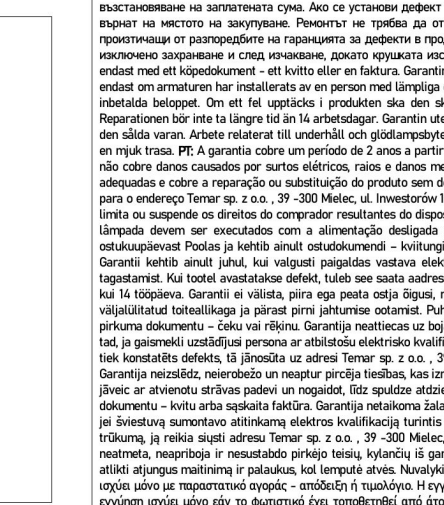 възстановяване на заплатената сума. Ако се установи дефект
върнат на мястото на закупуване. Ремонтът не трябва да от
произтичащи от разпоредбите на гаранцията за дефекти в про
изключено захранване и след изчакване, докато крушката изс
endast med ett köpedokument - ett kvitto eller en faktura. Garantin
endast om armaturen har installerats av en person med lämpliga
inbetalda beloppet. Om ett fel upptäcks i produkten ska den sk
Reparationen bör inte ta längre tid än 14 arbetsdagar. Garantin ute
den sålda varan. Arbete relaterat till underhåll och glödlampsbyte
en mjuk trasa. PT: A garantia cobre um período de 2 anos a partir
não cobre danos causados por surtos elétricos, raios e danos me
adequadas e cobre a reparação ou substituição do produto sem de
para o endereço Temar sp. z o.o. , 39 -300 Mielec, ul. Inwestorów 1
limita ou suspende os direitos do comprador resultantes do dispos
lâmpada devem ser executados com a alimentação desligada
ostukuupäevast Poolas ja kehtib ainult ostudokumendi – kviitungi
Garantii kehtib ainult juhul, kui valgusti paigaldas vastava elek
tagastamist. Kui tootel avastatakse defekt, tuleb see saata aadres
kui 14 tööpäeva. Garantii ei välista, piira ega peata ostja õigusi, m
väljalülitatud toiteallikaga ja pärast pirni jahtumise ootamist. Puh
pirkuma dokumentu – čeku vai rēķinu. Garantija neattiecas uz boj
tad, ja gaismekli uzstādījusi persona ar atbilstošu elektrisko kvalifi
tiek konstatēts defekts, tā jānosūta uz adresi Temar sp. z o.o. , 39
Garantija neizslēdz, neierobežo un neaptur pircēja tiesības, kas izr
jāveic ar atvienotu strāvas padevi un nogaidot, līdz spuldze atdzie
dokumentu – kvitu arba sąskaita faktūra. Garantija netaikoma žala
jei šviestuvą sumontavo atitinkamą elektros kvalifikaciją turintis
trūkumą, ją reikia siųsti adresu Temar sp. z o.o. , 39 -300 Mielec,
neatmeta, neapriboja ir nesustabdo pirkėjo teisių, kylančių iš gar
atlikti atjungus maitinimą ir palaukus, kol lemputė atvės. Nuvalyki
ισχύει μόνο με παραστατικό αγοράς - απόδειξη ή τιμολόγιο. Η εγγ
εγγύηση ισχύει μόνο εάν το φωτιστικό έχει τοποθετηθεί από άτο